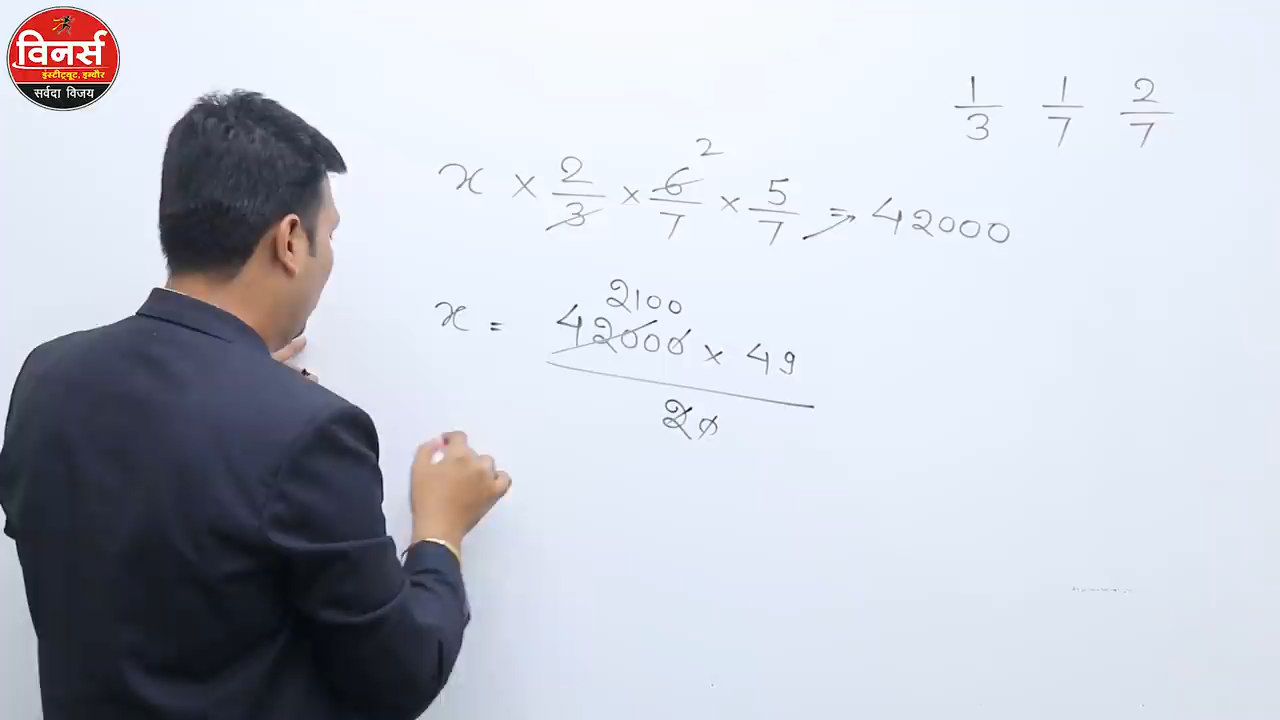 विनर्स
इंस्टीट्यूट, इन्दौर
सर्वदा विजय
1/3 1/7 2/7
2
x × 2/3 × 6/7 × 5/7 = 42000
2100
x = 42000 × 49
20